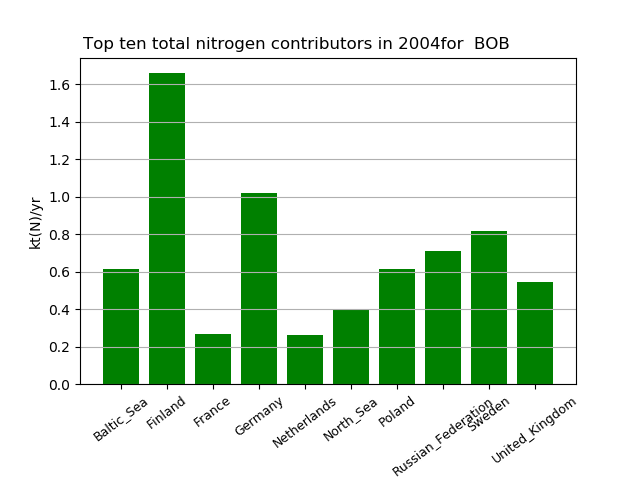 Top ten total nitrogen contributors in 2004for  BOB
kt(N)/yr
1.6
1.4
1.2
1.0
0.8
0.6
0.4
0.2
0.0
Baltic_Sea
Finland
France
Germany
Netherlands
North_Sea
Poland
Russian_Federation
Sweden
United_Kingdom